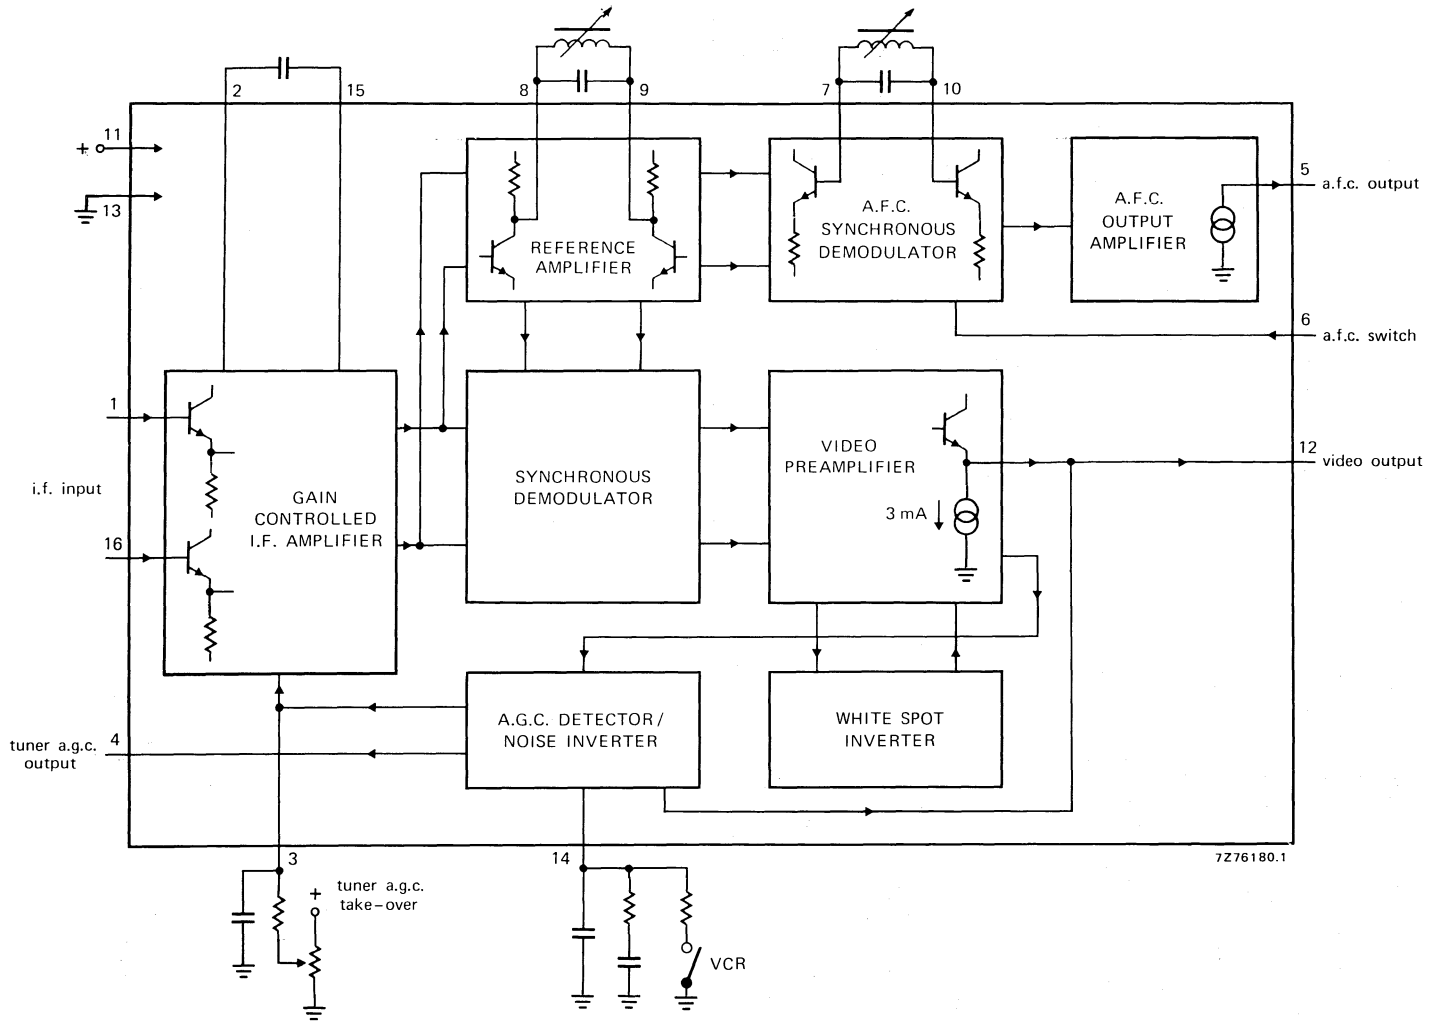 2
15
8
9
7
10
+
11
13
REFERENCE
AMPLIFIER
A.F.C.
SYNCHRONOUS
DEMODULATOR
A.F.C.
OUTPUT
AMPLIFIER
5
a.f.c. output
6
a.f.c. switch
1
i.f. input
16
GAIN
CONTROLLED
I.F. AMPLIFIER
SYNCHRONOUS
DEMODULATOR
VIDEO
PREAMPLIFIER
3 mA
12
video output
A.G.C. DETECTOR/
NOISE INVERTER
WHITE SPOT
INVERTER
tuner a.g.c.
output
4
3
14
7Z76180.1
+
tuner a.g.c.
take-over
VCR